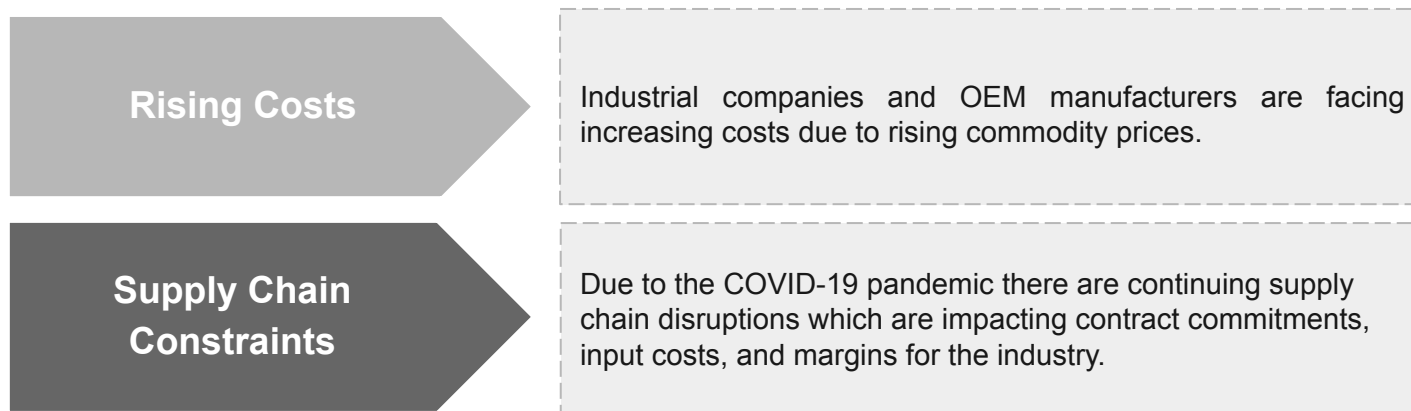 Rising Costs
Industrial companies and OEM manufacturers are facing
increasing costs due to rising commodity prices.
Supply Chain
Constraints
Due to the COVID-19 pandemic there are continuing supply
chain disruptions which are impacting contract commitments,
input costs, and margins for the industry.